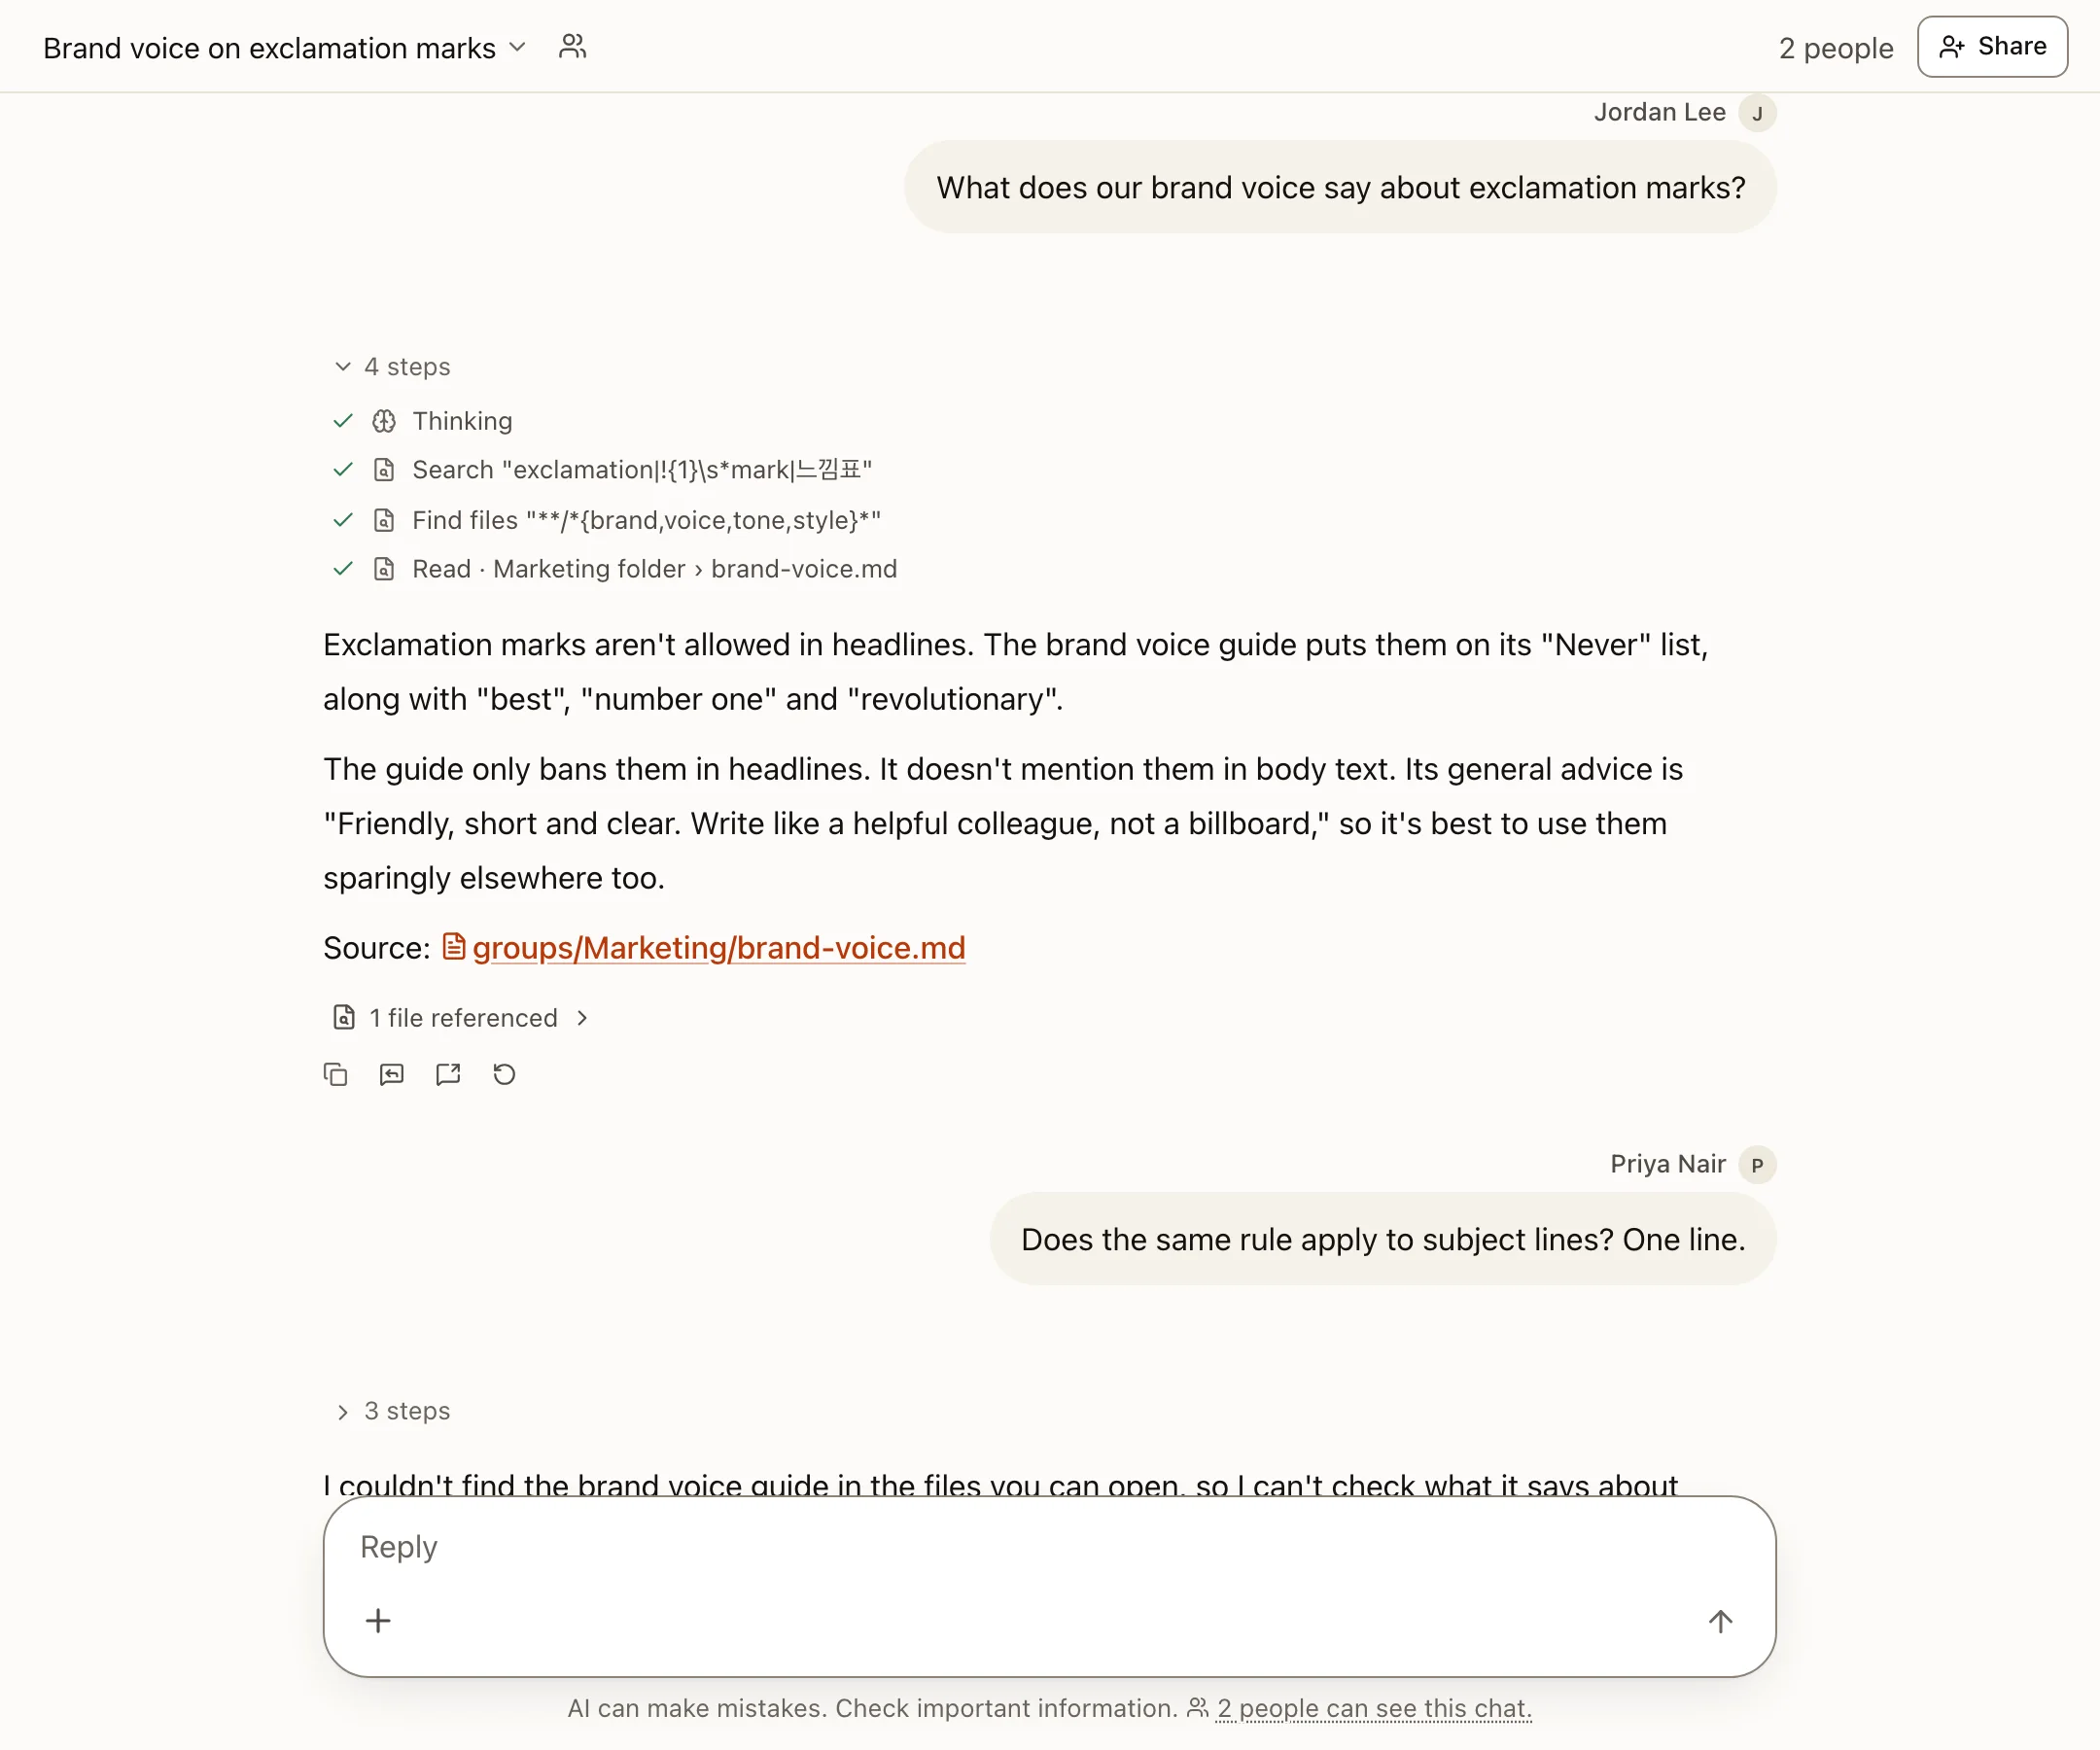 Brand voice on exclamation marks
2 people
Share
Jordan Lee
J
What does our brand voice say about exclamation marks?
4 steps
Thinking
Search "exclamation|!{1}\s*mark|느낌표"
Find files "**/*{brand,voice,tone,style}*"
Read · Marketing folder › brand-voice.md
Exclamation marks aren't allowed in headlines. The brand voice guide puts them on its "Never" list,
along with "best", "number one" and "revolutionary".
The guide only bans them in headlines. It doesn't mention them in body text. Its general advice is
"Friendly, short and clear. Write like a helpful colleague, not a billboard," so it's best to use them
sparingly elsewhere too.
Source: groups/Marketing/brand-voice.md
1 file referenced
Priya Nair
P
Does the same rule apply to subject lines? One line.
3 steps
I couldn't find the brand voice guide in the files you can open, so I can't check what it says about
Reply
AI can make mistakes. Check important information. 2 people can see this chat.